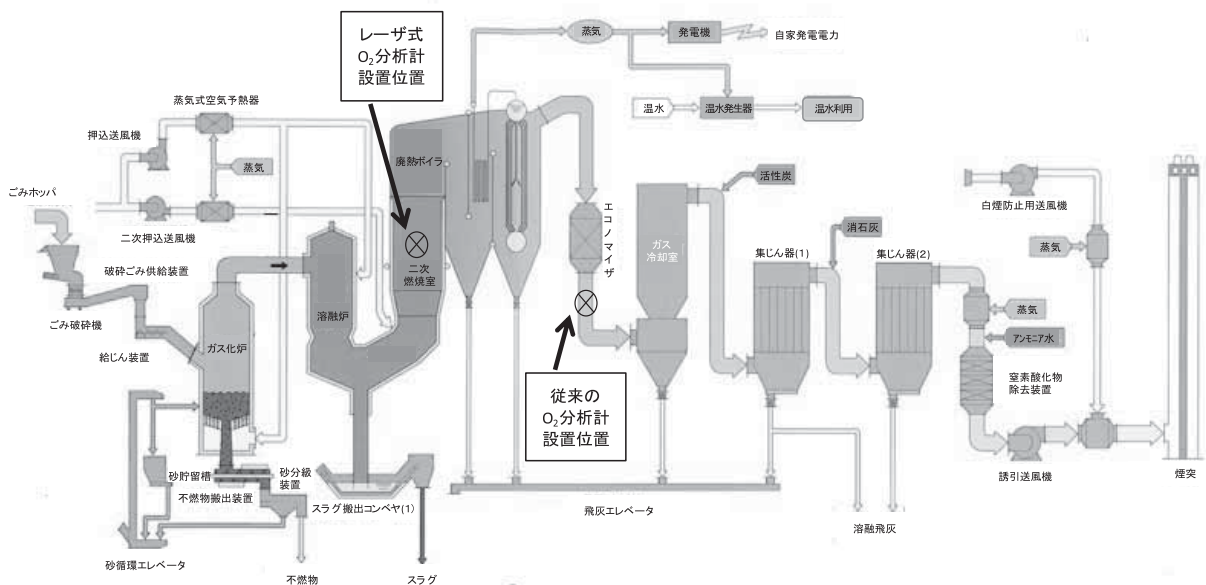 レーザ式
O₂分析計
設置位置
蒸気
発電機
自家発電電力
温水
温水発生器
温水利用
蒸気式空気予熱器
押込送風機
蒸気
ごみホッパ
二次押込送風機
破砕ごみ供給装置
ごみ破砕機
給じん装置
ガス化炉
溶融炉
廃熱ボイラ
二次
燃焼室
エコノマイザ
ガス
冷却室
活性炭
消石灰
集じん器(1)
集じん器(2)
白煙防止用送風機
蒸気
蒸気
アンモニア水
窒素酸化物
除去装置
従来の
O₂分析計
設置位置
砂貯留槽
砂分級
装置
不燃物搬出装置
スラグ搬出コンベヤ(1)
飛灰エレベータ
誘引送風機
煙突
砂循環エレベータ
不燃物
スラグ
溶融飛灰